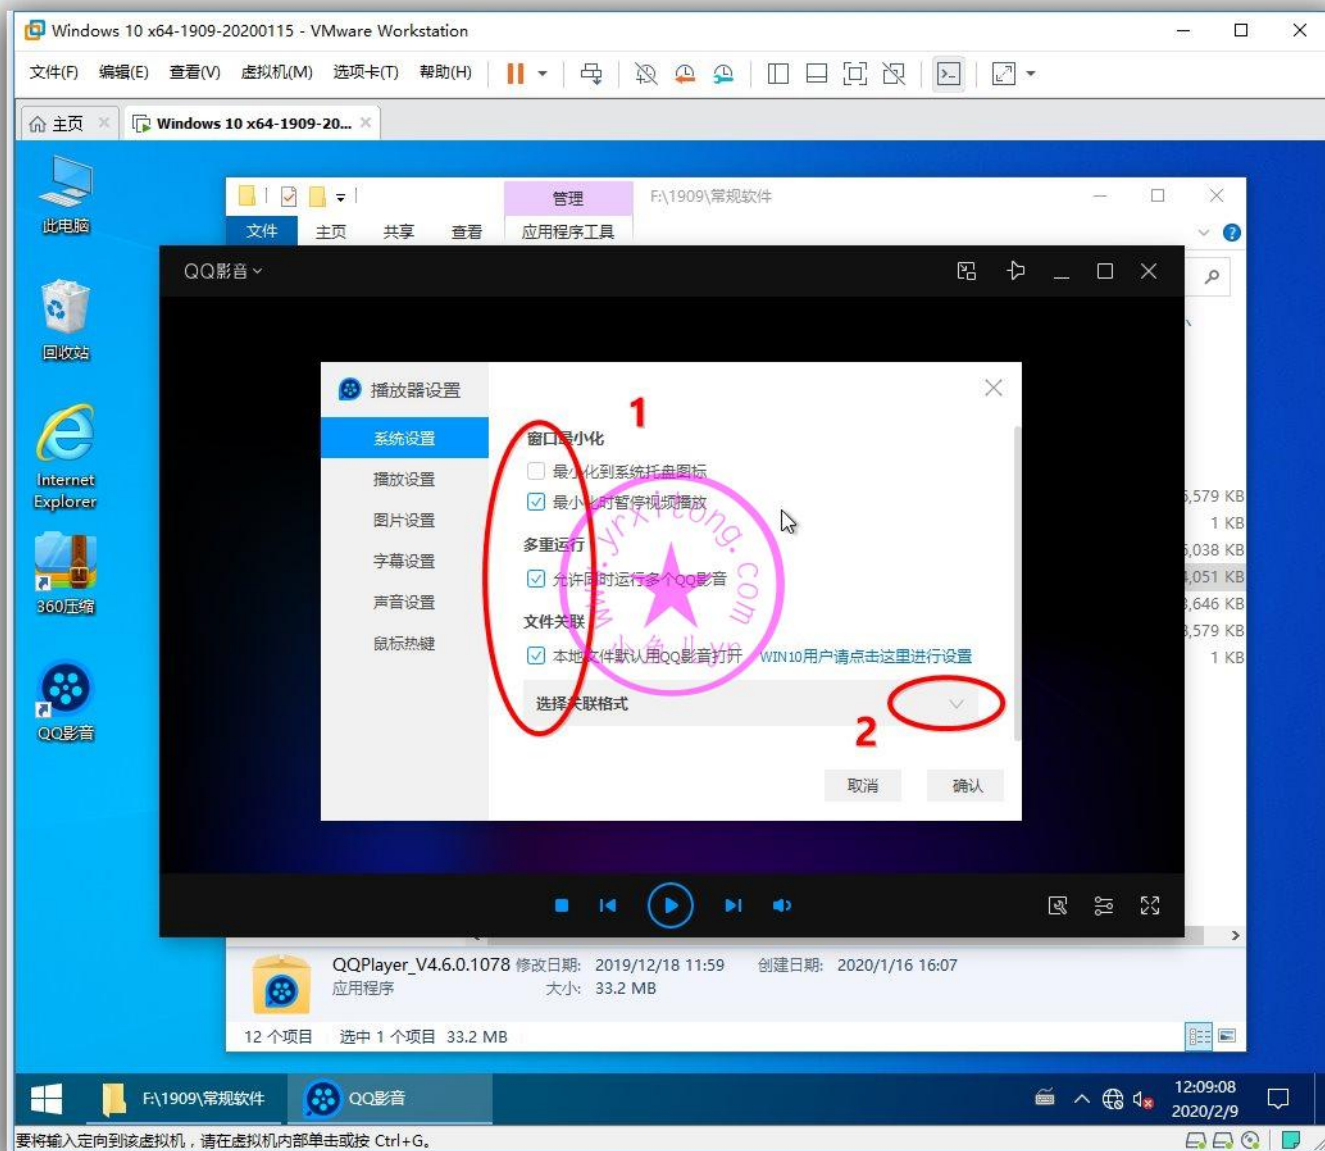 Windows 10 x64-1909-20200115 - VMware Workstation
文件(F) 编辑(E) 查看(V) 虚拟机(M) 选项卡(T) 帮助(H)
主页
Windows 10 x64-1909-20...
此电脑
回收站
Internet Explorer
360压缩
QQ影音
管理 F:\1909\常规软件
文件 主页 共享 查看 应用程序工具
QQ影音
播放器设置
系统设置
播放设置
图片设置
字幕设置
声音设置
鼠标热键
1
窗口最小化
最小化到系统托盘图标
最小化时暂停视频播放
多重运行
允许同时运行多个QQ影音
文件关联
本地文件默认用QQ影音打开 WIN10用户请点击这里进行设置
选择关联格式
2
取消 确认
www.yrxitong.com
小鱼儿yr
,579 KB
1 KB
,038 KB
,051 KB
,646 KB
,579 KB
1 KB
QQPlayer_V4.6.0.1078 修改日期: 2019/12/18 11:59 创建日期: 2020/1/16 16:07
应用程序 大小: 33.2 MB
12 个项目 选中 1 个项目 33.2 MB
F:\1909\常规软件 QQ影音 12:09:08
2020/2/9
要将输入定向到该虚拟机，请在虚拟机内部单击或按 Ctrl+G。